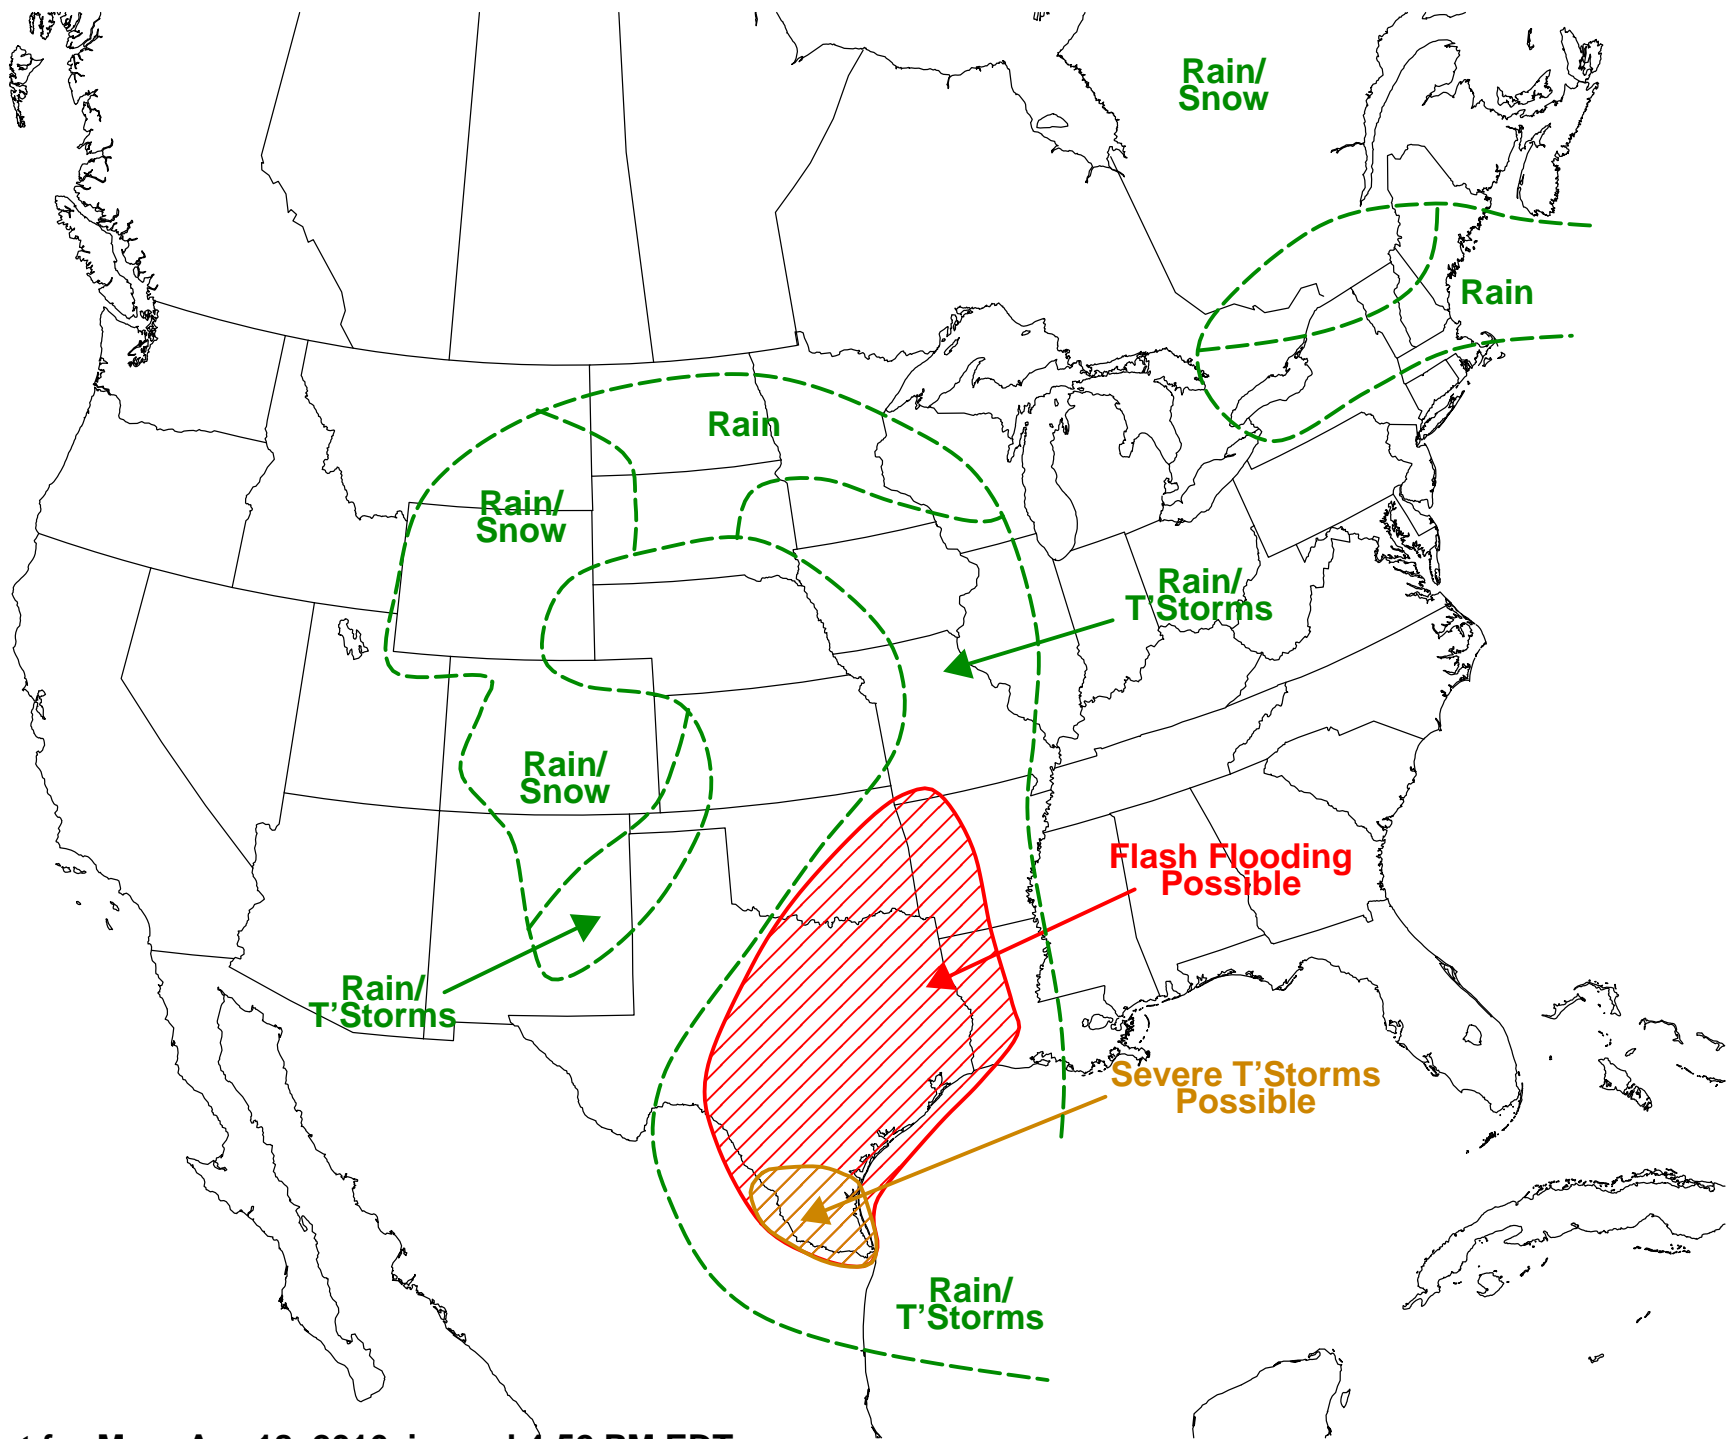 Rain/
Snow
Rain
Rain
Rain/
Snow
Rain/
T'Storms
Rain/
Snow
Flash Flooding
Possible
Rain/
T'Storms
Severe T'Storms
Possible
Rain/
T'Storms